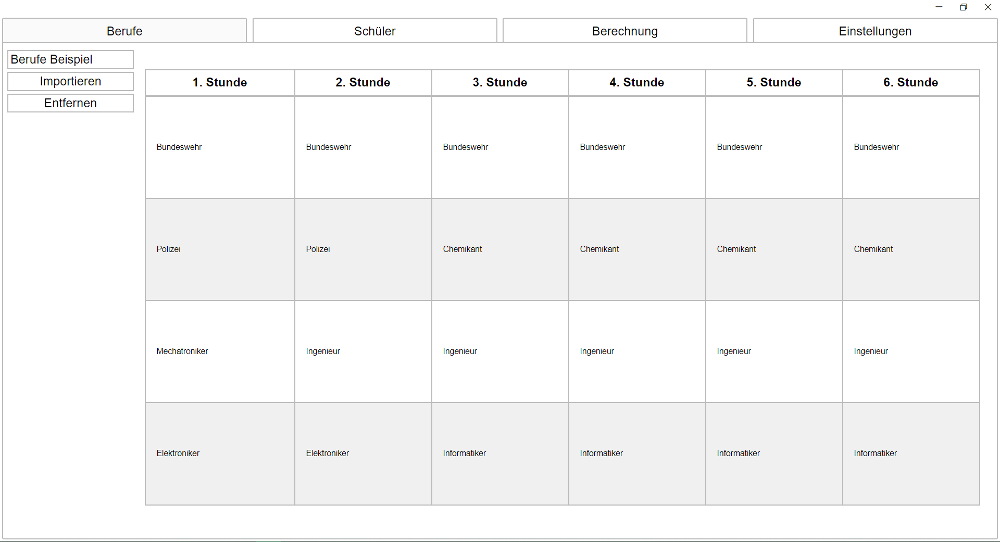 Berufe Schüler Berechnung Einstellungen
Berufe Beispiel
Importieren
Entfernen
1. Stunde 2. Stunde 3. Stunde 4. Stunde 5. Stunde 6. Stunde
Bundeswehr Bundeswehr Bundeswehr Bundeswehr Bundeswehr Bundeswehr
Polizei Polizei Chemikant Chemikant Chemikant Chemikant
Mechatroniker Ingenieur Ingenieur Ingenieur Ingenieur Ingenieur
Elektroniker Elektroniker Informatiker Informatiker Informatiker Informatiker